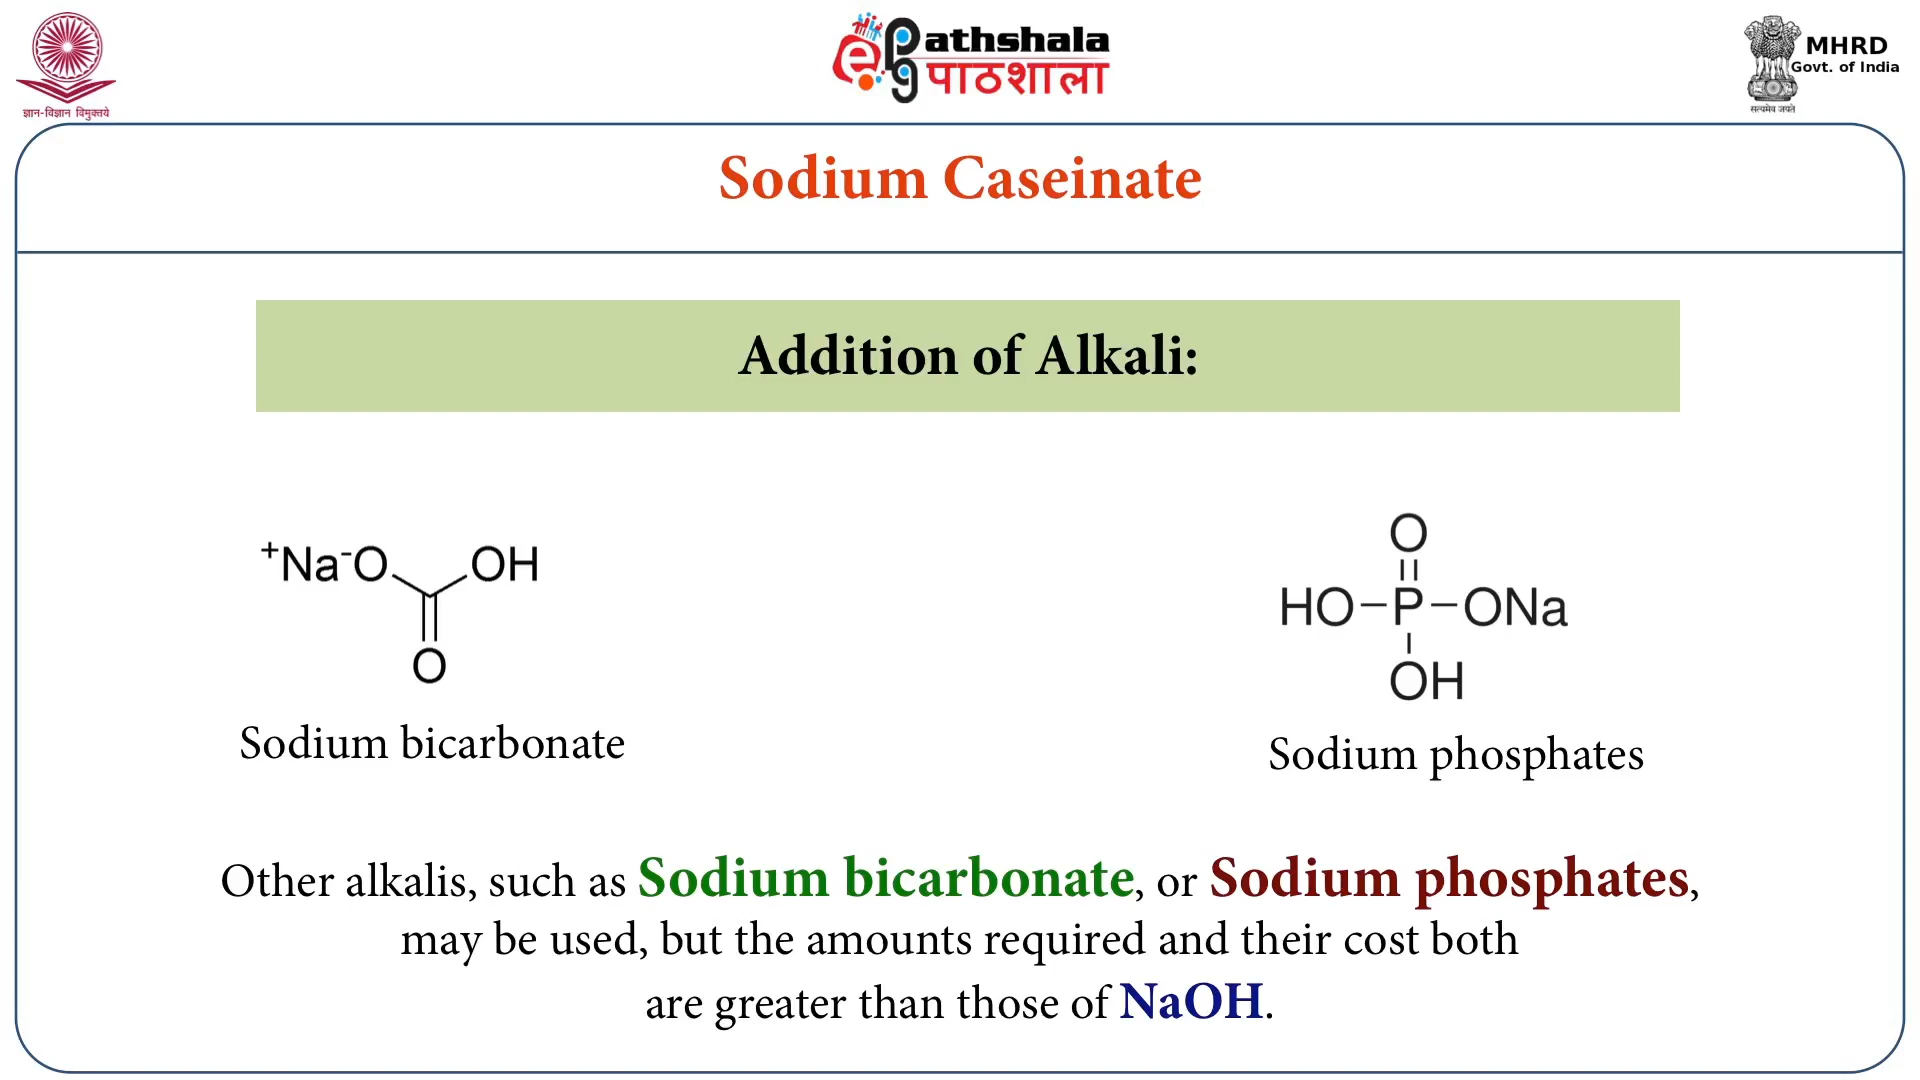 ज्ञान-विज्ञान विमुक्तये
ePG Pathshala
पाठशाला
सत्यमेव जयते
MHRD
Govt. of India
Sodium Caseinate
Addition of Alkali:
⁺Na⁻O OH
O
Sodium bicarbonate
O
HO–P–ONa
OH
Sodium phosphates
Other alkalis, such as Sodium bicarbonate, or Sodium phosphates,
may be used, but the amounts required and their cost both
are greater than those of NaOH.